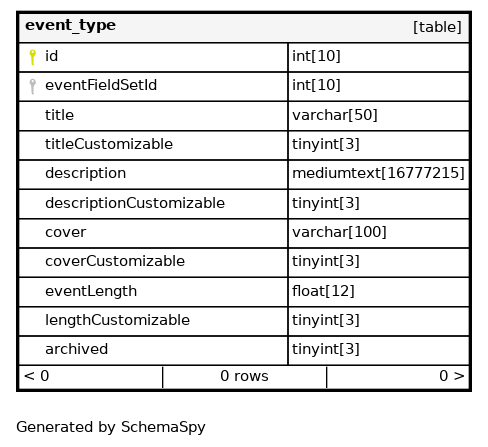 event_type [table]
id int[10]
eventFieldSetId int[10]
title varchar[50]
titleCustomizable tinyint[3]
description mediumtext[16777215]
descriptionCustomizable tinyint[3]
cover varchar[100]
coverCustomizable tinyint[3]
eventLength float[12]
lengthCustomizable tinyint[3]
archived tinyint[3]
< 0 0 rows 0 >
Generated by SchemaSpy